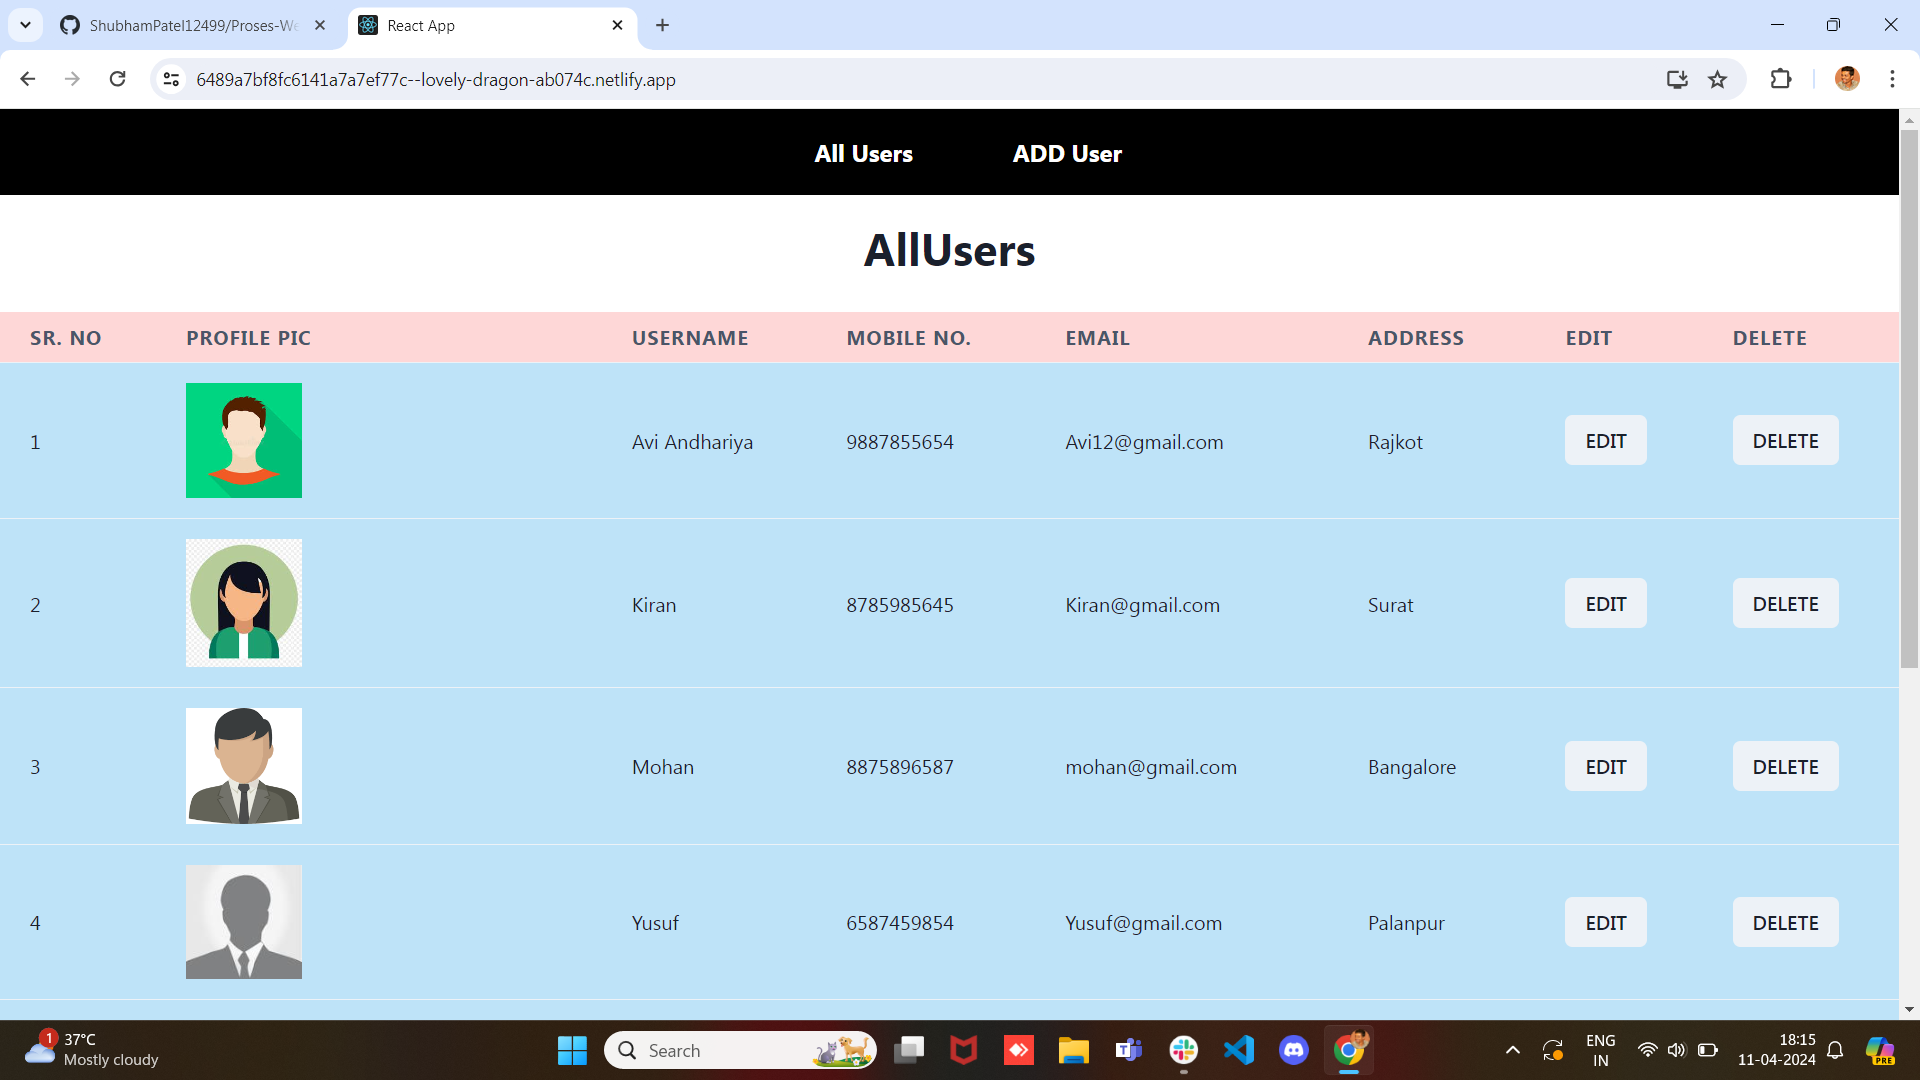 ShubhamPatel12499/Proses-We
React App
6489a7bf8fc6141a7a7ef77c--lovely-dragon-ab074c.netlify.app
All Users ADD User
AllUsers
SR. NO PROFILE PIC USERNAME MOBILE NO. EMAIL ADDRESS EDIT DELETE
1 Avi Andhariya 9887855654 Avi12@gmail.com Rajkot EDIT DELETE
2 Kiran 8785985645 Kiran@gmail.com Surat EDIT DELETE
3 Mohan 8875896587 mohan@gmail.com Bangalore EDIT DELETE
4 Yusuf 6587459854 Yusuf@gmail.com Palanpur EDIT DELETE
1 37°C
Mostly cloudy
Search
ENG
IN
18:15
11-04-2024
PRE